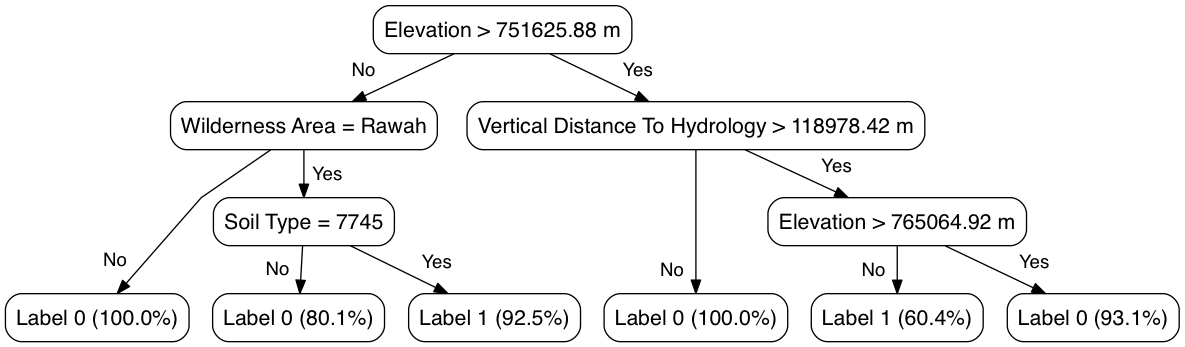 Elevation > 751625.88 m
No
Yes
Wilderness Area = Rawah
Vertical Distance To Hydrology > 118978.42 m
Yes
Yes
Soil Type = 7745
Elevation > 765064.92 m
No
No
Yes
No
No
Yes
Label 0 (100.0%)
Label 0 (80.1%)
Label 1 (92.5%)
Label 0 (100.0%)
Label 1 (60.4%)
Label 0 (93.1%)